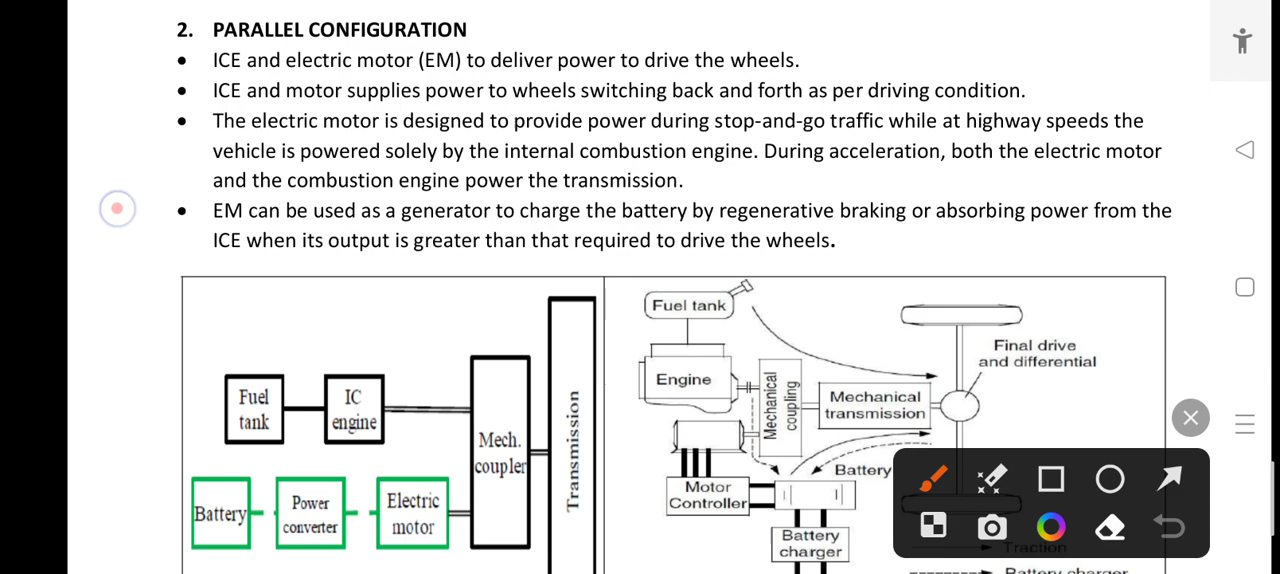 2. PARALLEL CONFIGURATION
• ICE and electric motor (EM) to deliver power to drive the wheels.
• ICE and motor supplies power to wheels switching back and forth as per driving condition.
• The electric motor is designed to provide power during stop-and-go traffic while at highway speeds the
vehicle is powered solely by the internal combustion engine. During acceleration, both the electric motor
and the combustion engine power the transmission.
• EM can be used as a generator to charge the battery by regenerative braking or absorbing power from the
ICE when its output is greater than that required to drive the wheels.
Fuel
tank
IC
engine
Mech.
coupler
Transmission
Battery
Power
converter
Electric
motor
Fuel tank
Engine
Mechanical
coupling
Mechanical
transmission
Final drive
and differential
Motor
Controller
Battery
Battery
charger
Traction
Battery charger